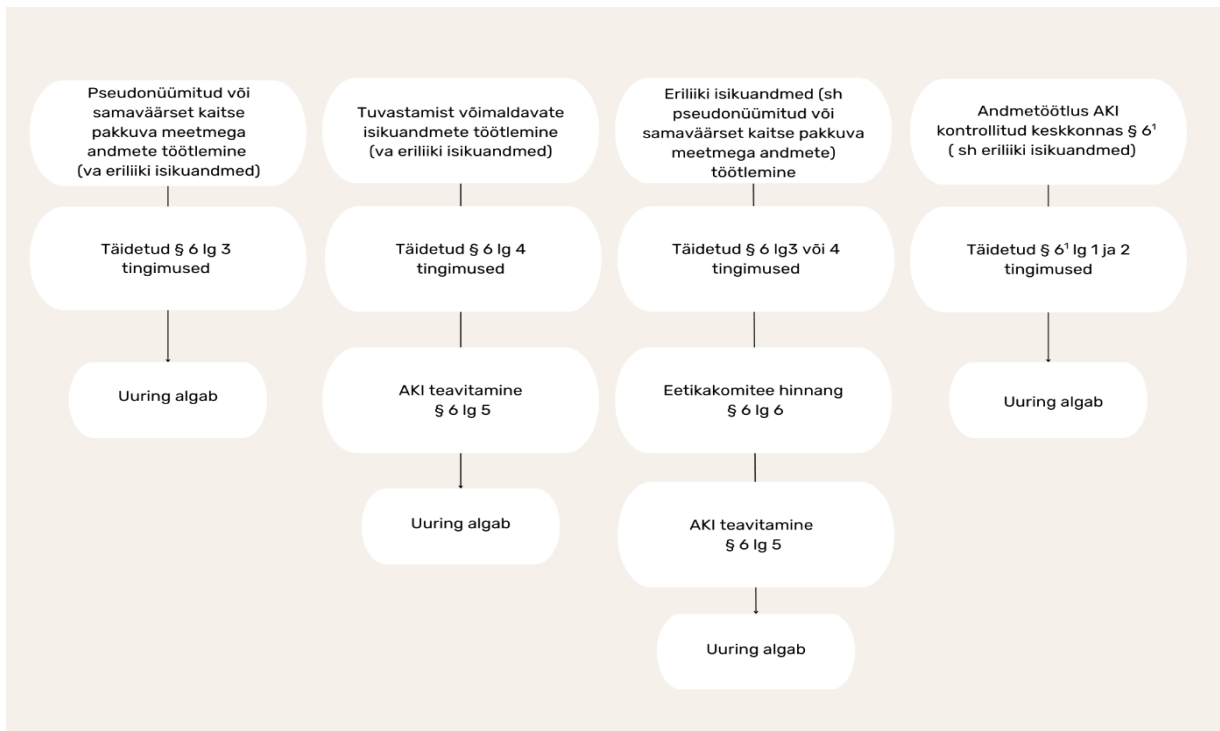 Pseudonüümitud või
samaväärset kaitse
pakkuva meetmega
andmete töötlemine
(va eriliiki isikuandmed)
Täidetud § 6 lg 3
tingimused
Uuring algab
Tuvastamist võimaldavate
isikuandmete töötlemine
(va eriliiki isikuandmed)
Täidetud § 6 lg 4
tingimused
AKI teavitamine
§ 6 lg 5
Uuring algab
Eriliiki isikuandmed (sh
pseudonüümitud või
samaväärset kaitse pakkuva
meetmega andmete)
töötlemine
Täidetud § 6 lg3 või 4
tingimused
Eetikakomitee hinnang
§ 6 lg 6
AKI teavitamine
§ 6 lg 5
Uuring algab
Andmetöötlus AKI
kontrollitud keskkonnas § 6¹
( sh eriliiki isikuandmed)
Täidetud § 6¹ lg 1 ja 2
tingimused
Uuring algab